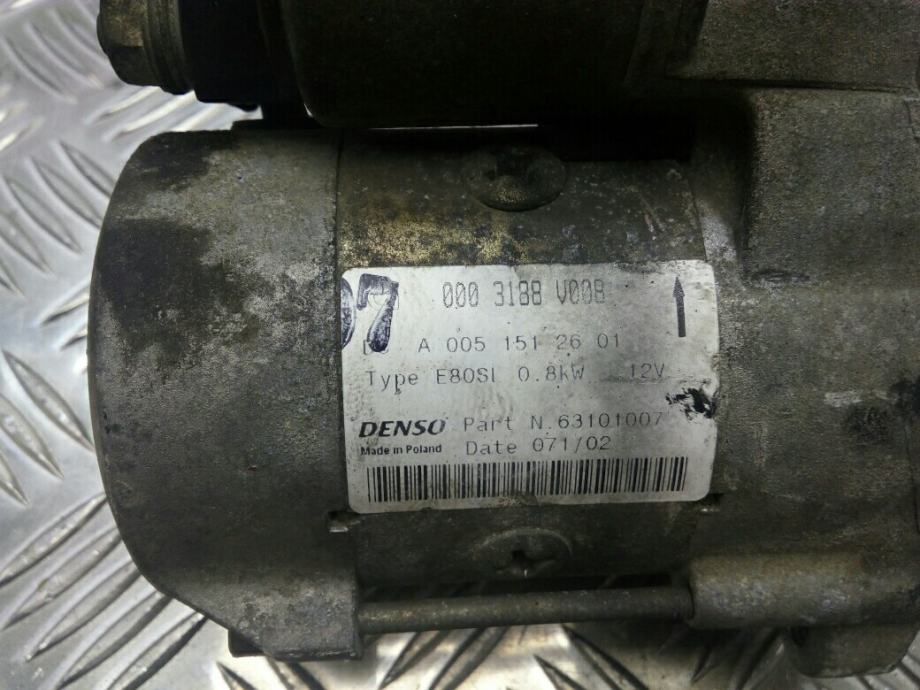 07
000 3188 V008
A 005 151 26 01
Type E80SI 0.8kW 12V
DENSO Part N.63101007
Made in Poland Date 071/02